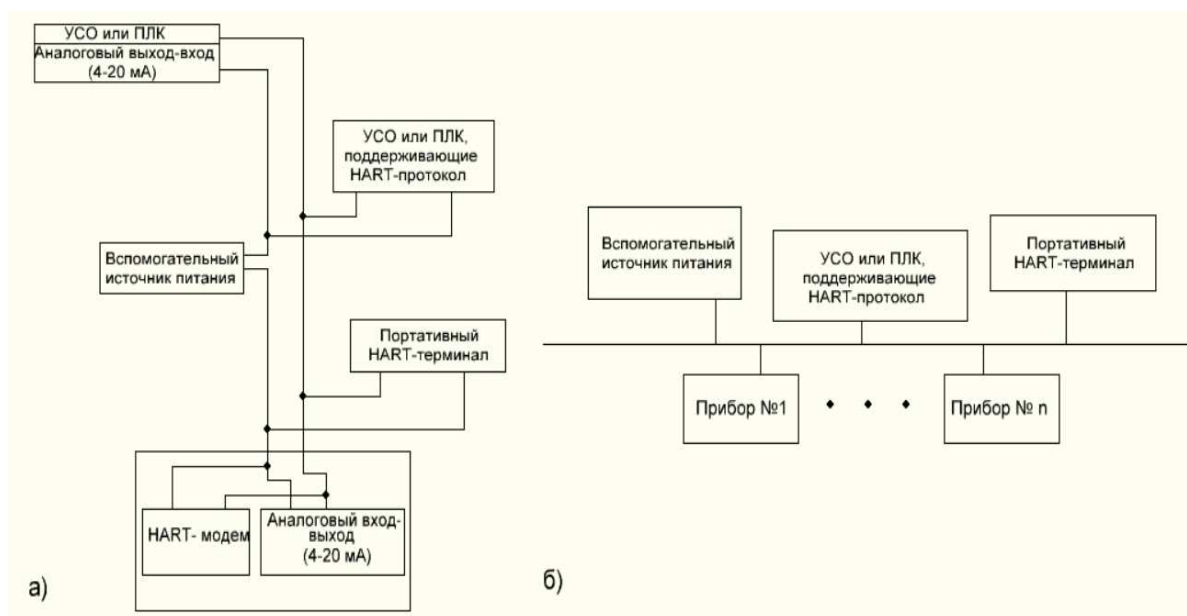 УСО или ПЛК
Аналоговый выход-вход
(4-20 мА)
УСО или ПЛК,
поддерживающие
HART-протокол
Вспомогательный
источник питания
Портативный
HART-терминал
HART- модем
Аналоговый вход-
выход
(4-20 мА)
а)
Вспомогательный
источник питания
УСО или ПЛК,
поддерживающие
HART-протокол
Портативный
HART-терминал
Прибор №1
Прибор № n
б)